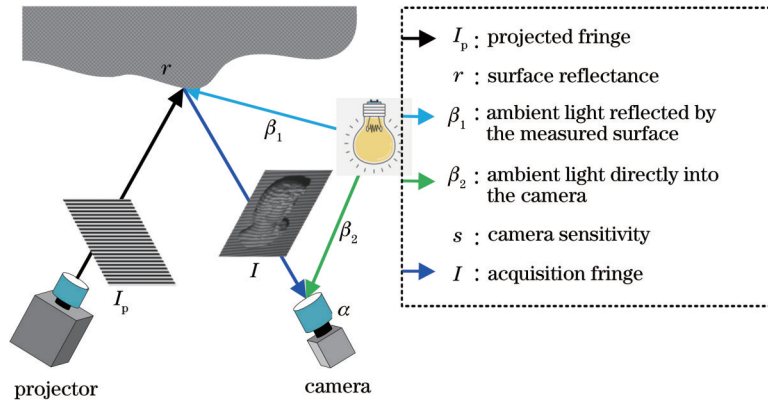 r
β₁
β₂
I
Iₚ
α
projector
camera
Iₚ : projected fringe
r : surface reflectance
β₁ : ambient light reflected by
the measured surface
β₂ : ambient light directly into
the camera
s : camera sensitivity
I : acquisition fringe